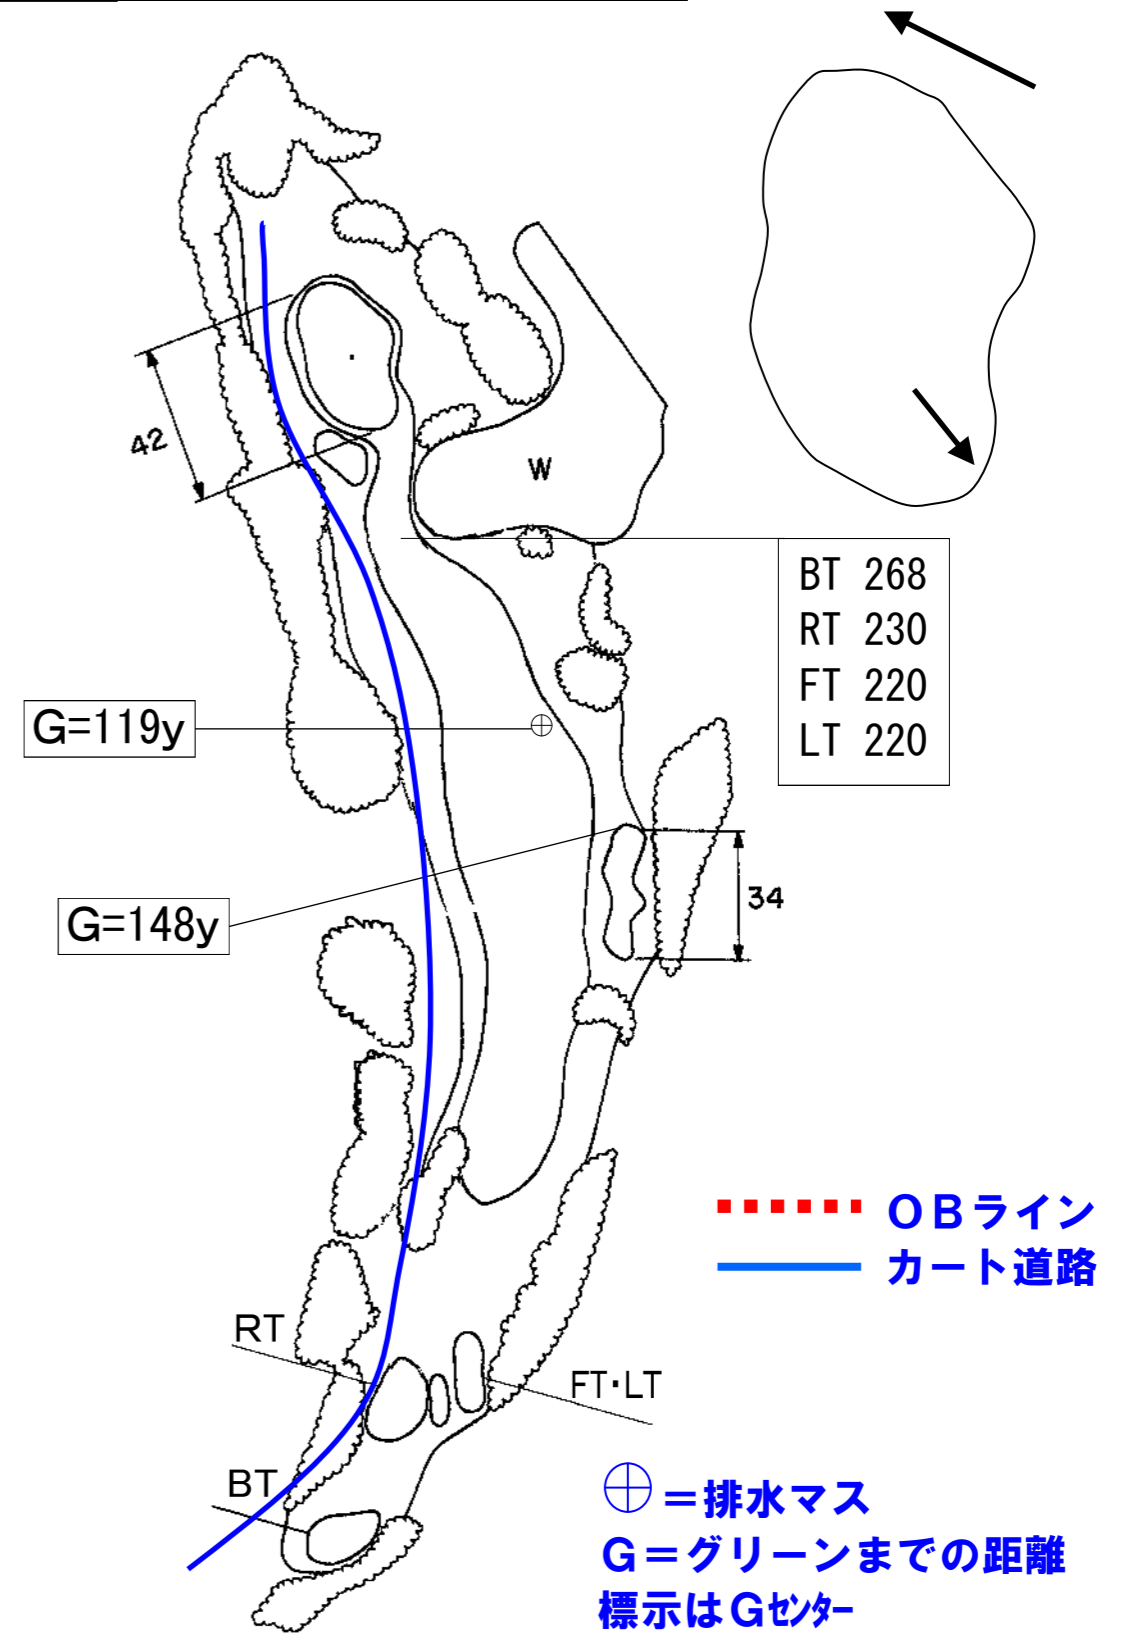 42
W
BT 268
RT 230
FT 220
LT 220
G=119y
G=148y
34
OBライン
カート道路
RT
FT・LT
BT
⊕=排水マス
G=グリーンまでの距離
標示はGセンター